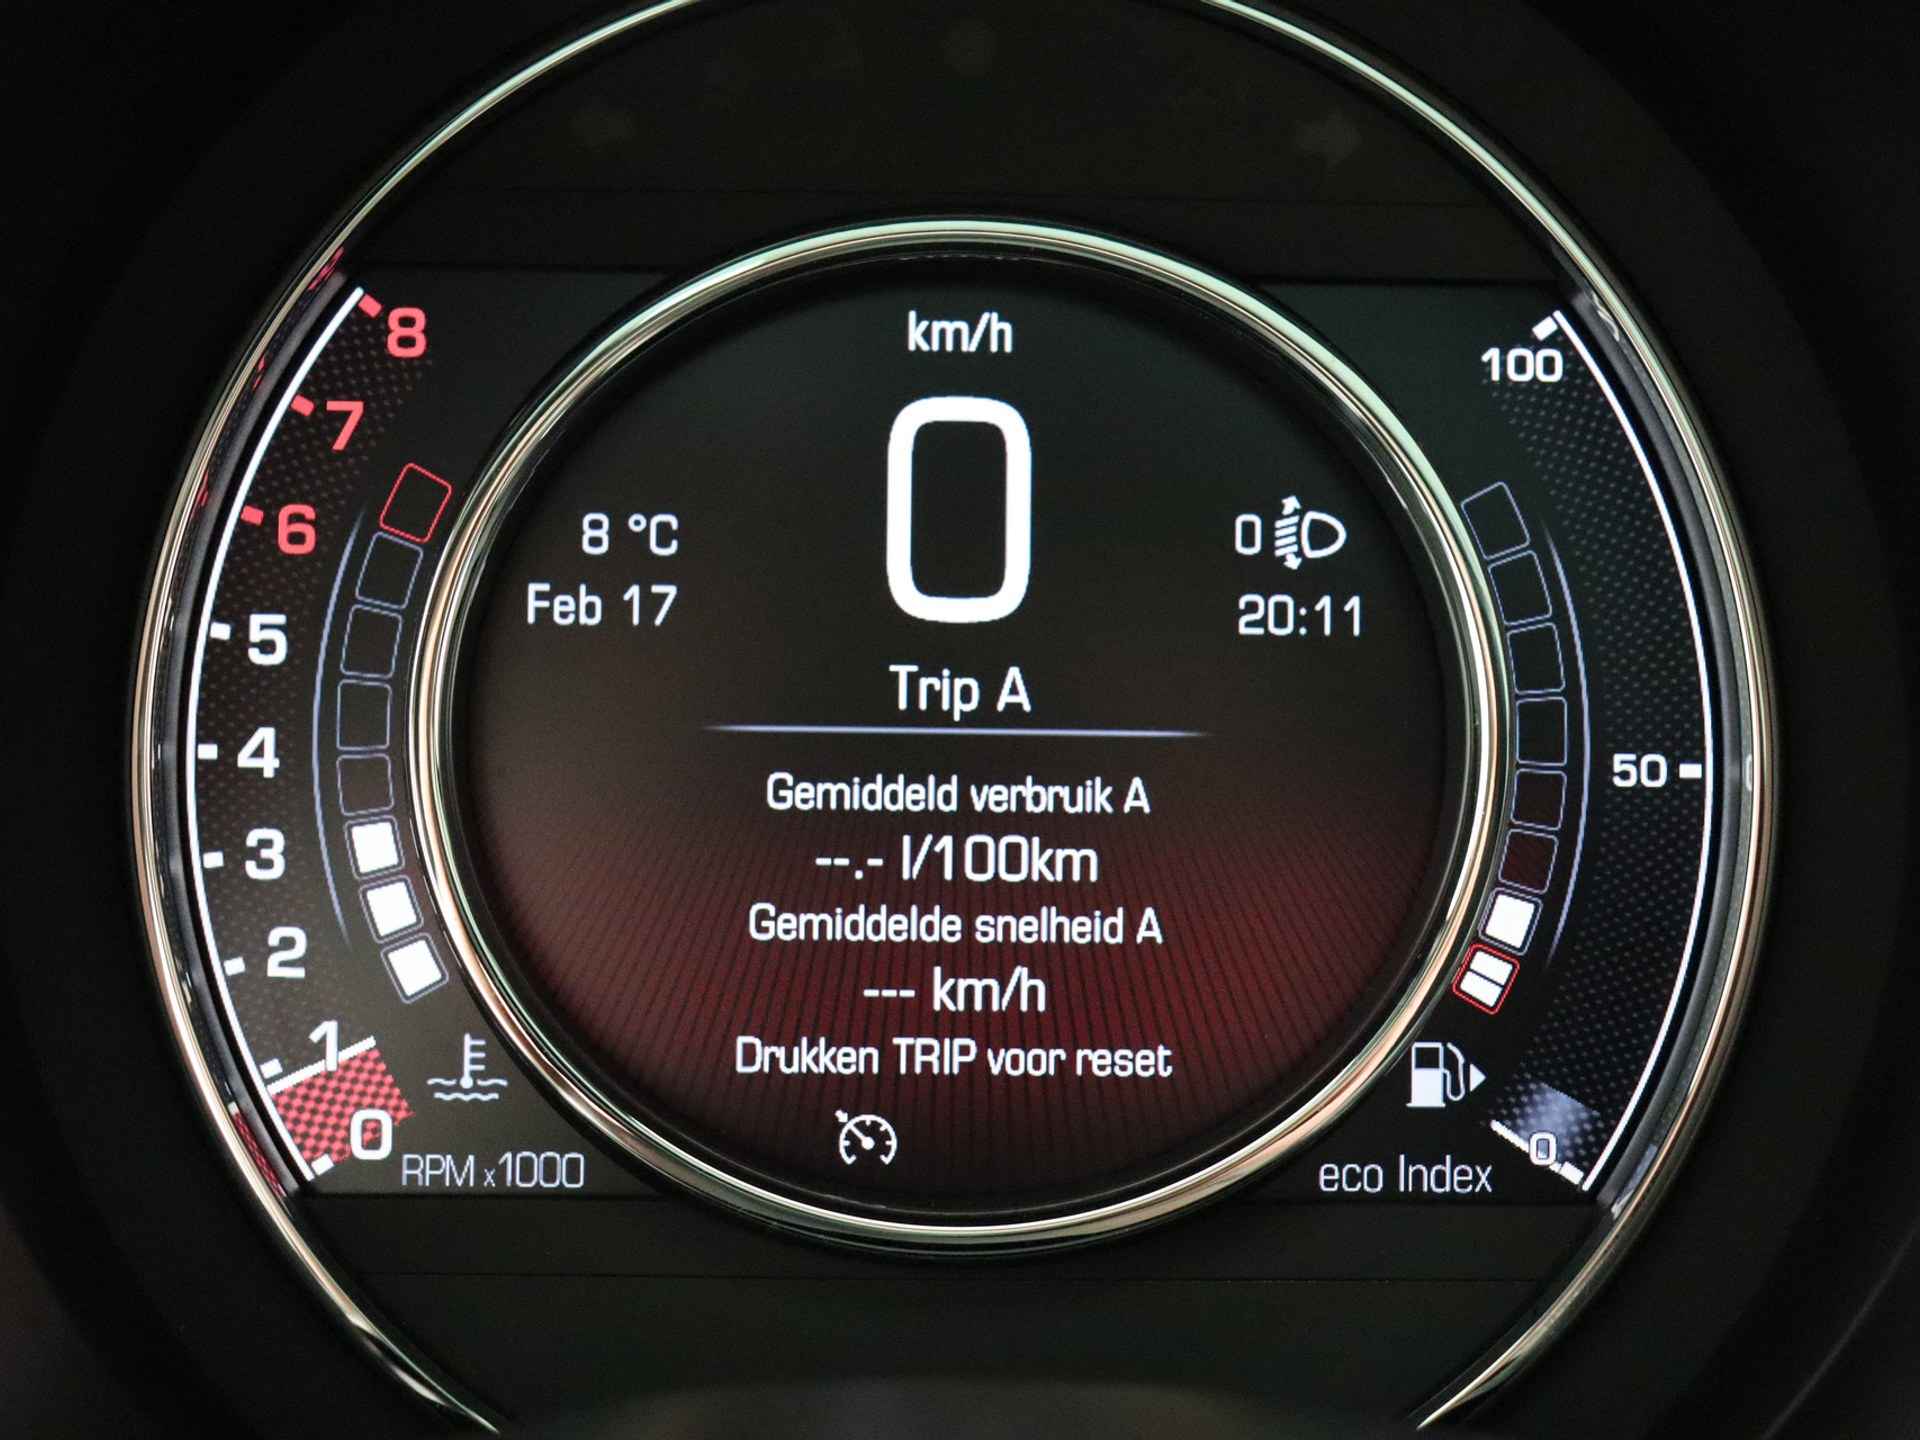 km/h
0
8 °C
Feb 17
0
20:11
Trip A
Gemiddeld verbruik A
--.- l/100km
Gemiddelde snelheid A
--- km/h
Drukken TRIP voor reset
8
7
6
5
4
3
2
1
0
RPM x1000
100
50
0
eco Index